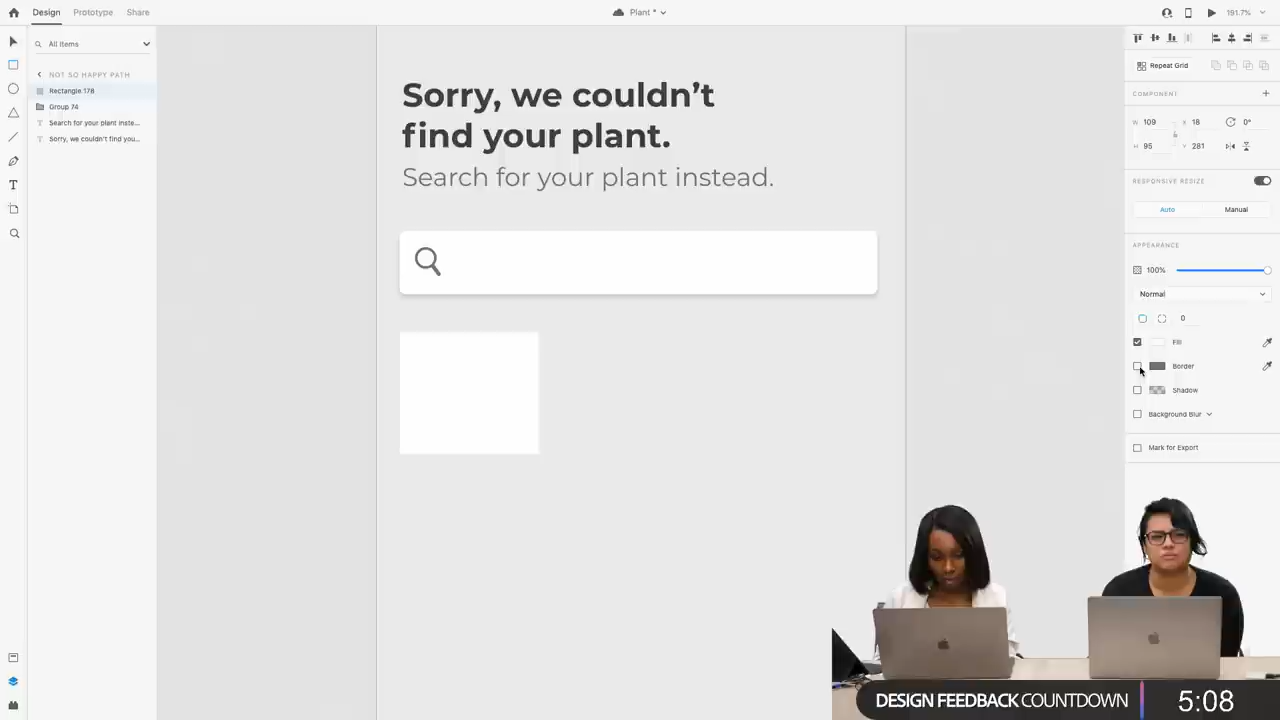 Design
Prototype
Share
Plant *
191.7%
All Items
NOT SO HAPPY PATH
Rectangle 178
Group 74
Search for your plant inste...
Sorry, we couldn't find you...
Sorry, we couldn't
find your plant.
Search for your plant instead.
Repeat Grid
COMPONENT
W 109 X 18 0°
H 95 Y 281
RESPONSIVE RESIZE
Auto Manual
APPEARANCE
100%
Normal
0
Fill
Border
Shadow
Background Blur
Mark for Export
DESIGN FEEDBACK COUNTDOWN 5:08